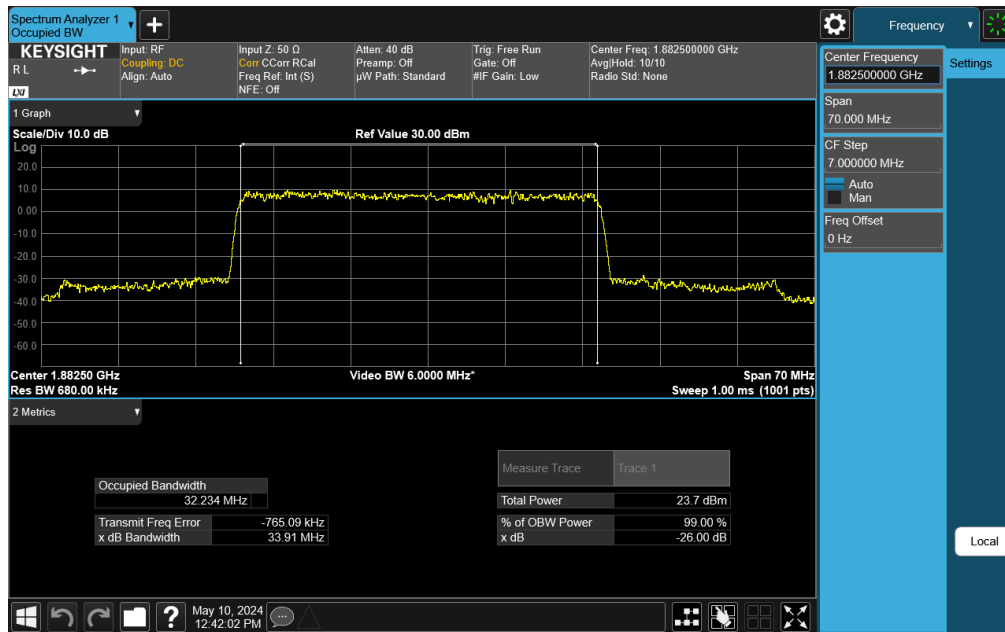 Spectrum Analyzer 1
Occupied BW
Frequency
KEYSIGHT
R L
LXI
Input: RF
Coupling: DC
Align: Auto
Input Z: 50 Ω
Corr CCorr RCal
Freq Ref: Int (S)
NFE: Off
Atten: 40 dB
Preamp: Off
µW Path: Standard
Trig: Free Run
Gate: Off
#IF Gain: Low
Center Freq: 1.882500000 GHz
Avg|Hold: 10/10
Radio Std: None
Center Frequency
1.882500000 GHz
Settings
Span
70.000 MHz
CF Step
7.000000 MHz
Auto
Man
Freq Offset
0 Hz
1 Graph
Scale/Div 10.0 dB
Ref Value 30.00 dBm
Log
20.0
10.0
0.00
-10.0
-20.0
-30.0
-40.0
-50.0
-60.0
Center 1.88250 GHz
Video BW 6.0000 MHz*
Span 70 MHz
Res BW 680.00 kHz
Sweep 1.00 ms (1001 pts)
2 Metrics
Measure Trace
Trace 1
Occupied Bandwidth
32.234 MHz
Total Power
23.7 dBm
Transmit Freq Error
-765.09 kHz
% of OBW Power
99.00 %
x dB Bandwidth
33.91 MHz
x dB
-26.00 dB
Local
?
May 10, 2024
12:42:02 PM